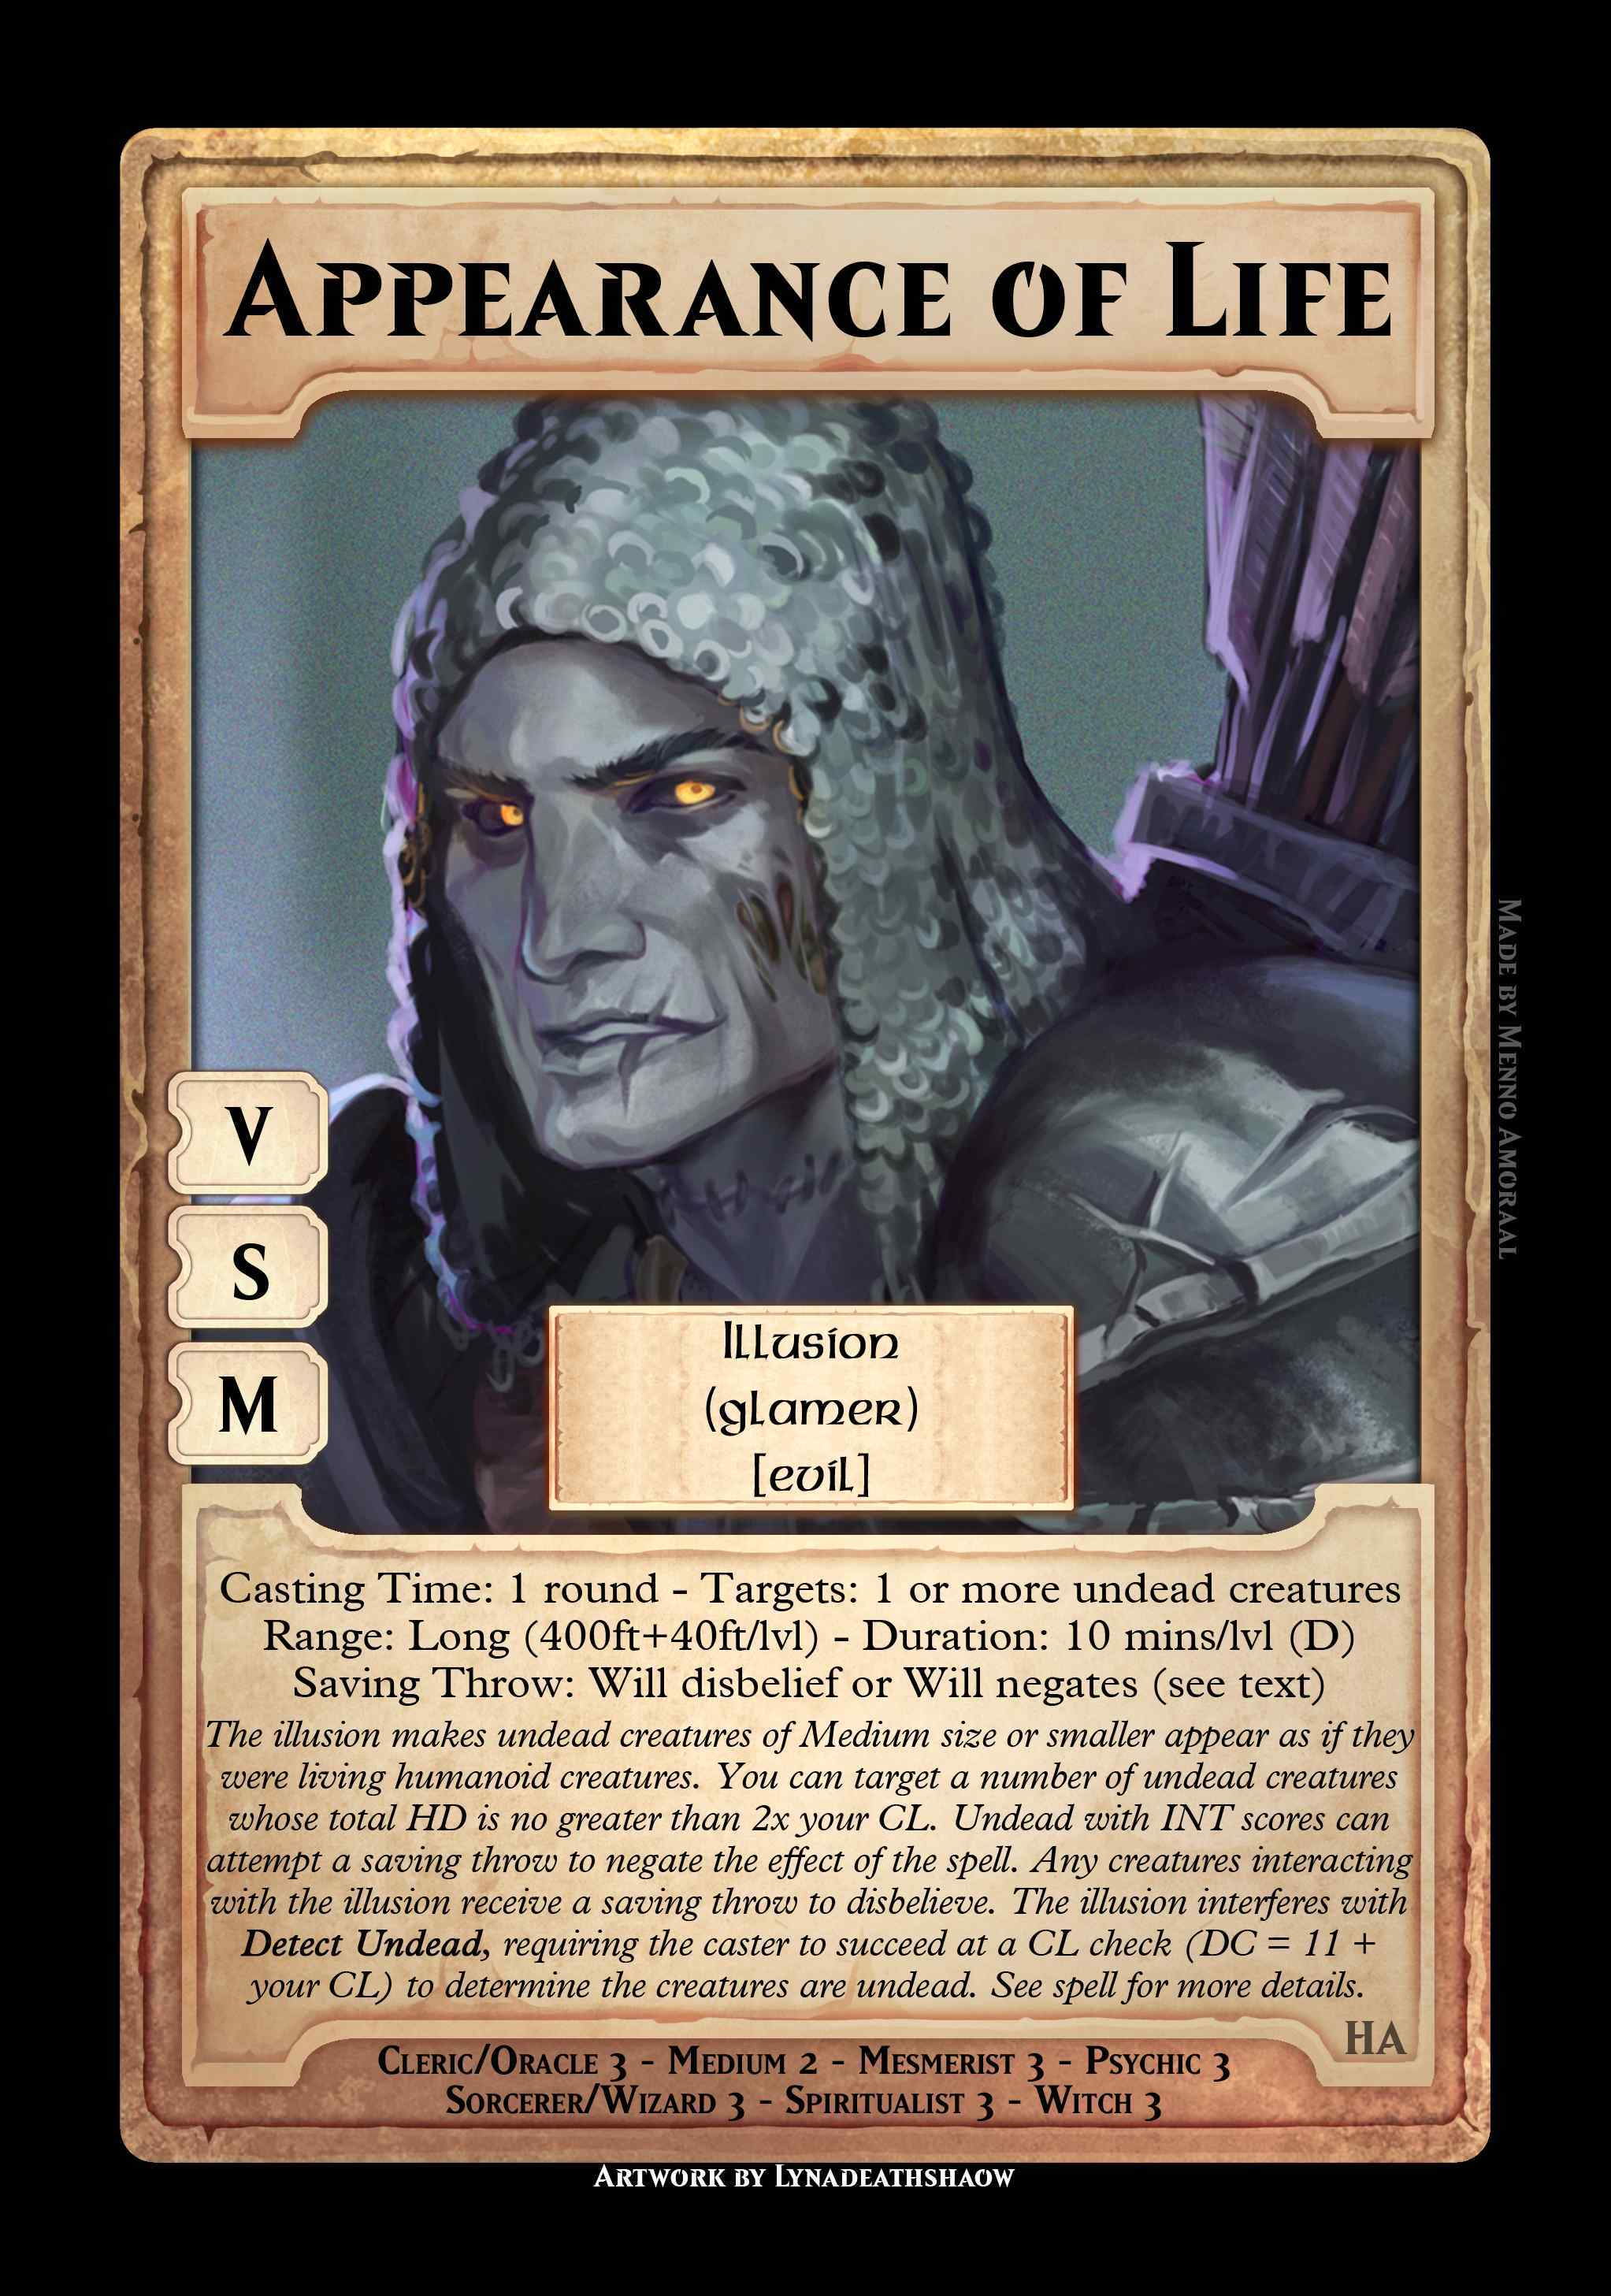 Appearance of Life
V
S
M
Illusion
(glamer)
[evil]
Casting Time: 1 round - Targets: 1 or more undead creatures
Range: Long (400ft+40ft/lvl) - Duration: 10 mins/lvl (D)
Saving Throw: Will disbelief or Will negates (see text)
The illusion makes undead creatures of Medium size or smaller appear as if they
were living humanoid creatures. You can target a number of undead creatures
whose total HD is no greater than 2x your CL. Undead with INT scores can
attempt a saving throw to negate the effect of the spell. Any creatures interacting
with the illusion receive a saving throw to disbelieve. The illusion interferes with
Detect Undead, requiring the caster to succeed at a CL check (DC = 11 +
your CL) to determine the creatures are undead. See spell for more details.
HA
Cleric/Oracle 3 - Medium 2 - Mesmerist 3 - Psychic 3
Sorcerer/Wizard 3 - Spiritualist 3 - Witch 3
Artwork by Lynadeathshaow
Made by Menno Amoraal